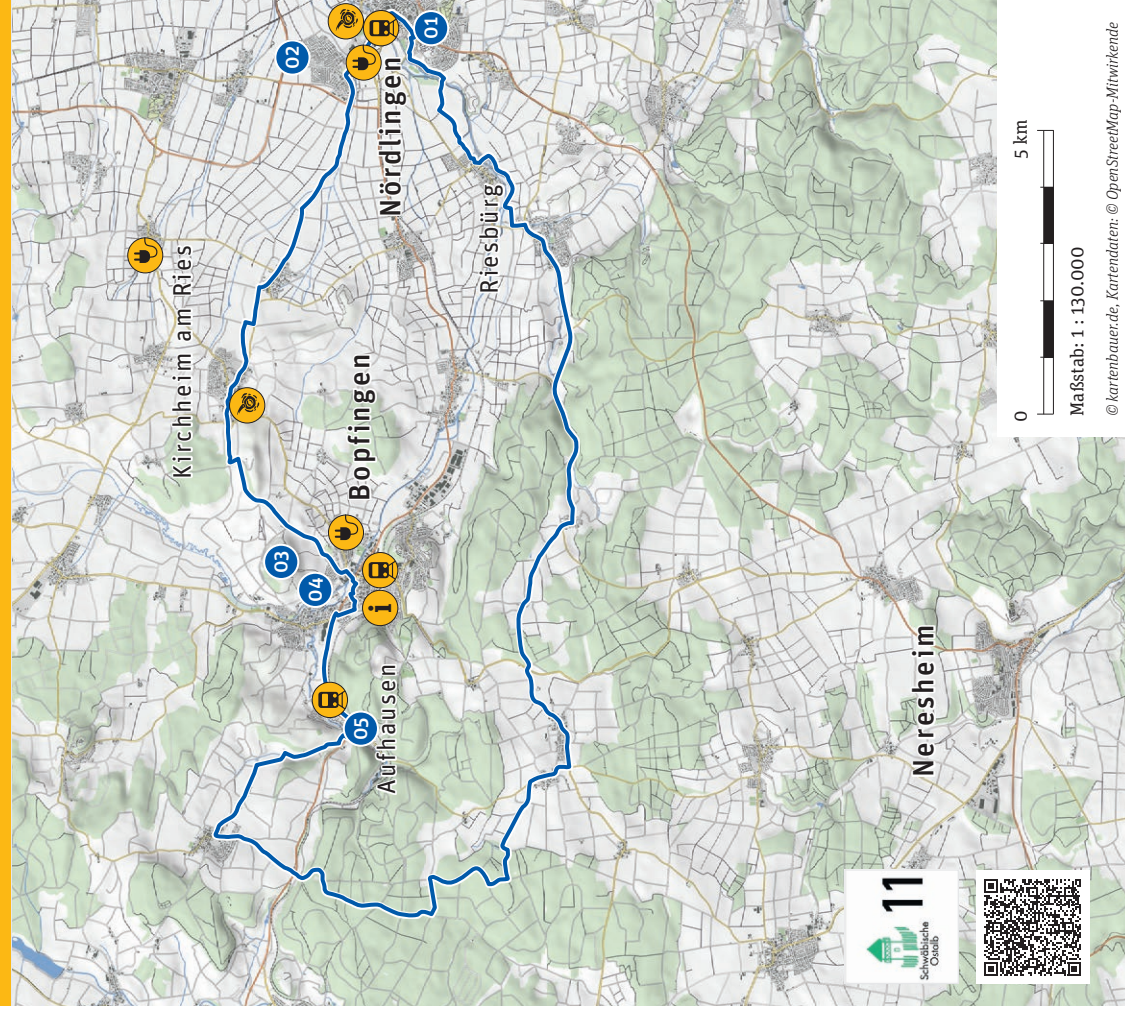 02
01
Nördlingen
Kirchheim am Ries
Riesbürg
03
04
Bopfingen
i
05
Aufhausen
Neresheim
Schwäbische
Ostalb
11
0
5 km
Maßstab: 1 : 130.000
© kartenbauer.de, Kartendaten: © OpenStreetMap-Mitwirkende